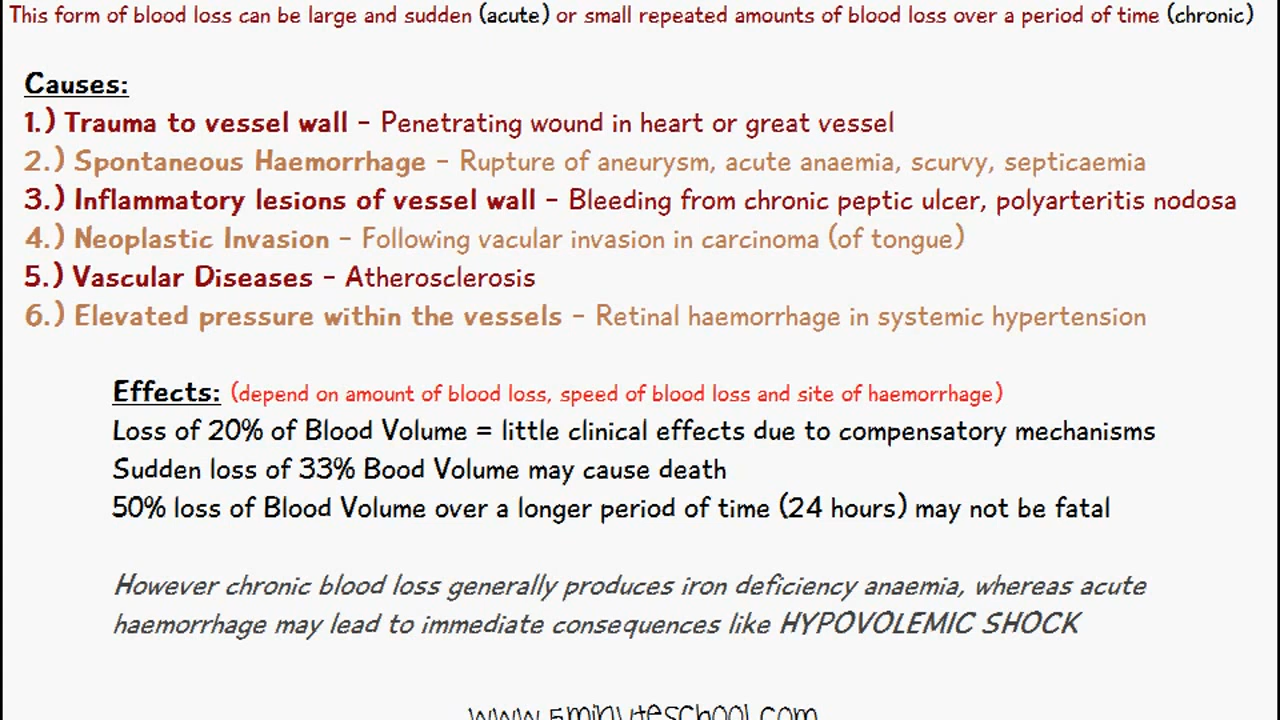 This form of blood loss can be large and sudden (acute) or small repeated amounts of blood loss over a period of time (chronic)
Causes:
1.) Trauma to vessel wall - Penetrating wound in heart or great vessel
2.) Spontaneous Haemorrhage - Rupture of aneurysm, acute anaemia, scurvy, septicaemia
3.) Inflammatory lesions of vessel wall - Bleeding from chronic peptic ulcer, polyarteritis nodosa
4.) Neoplastic Invasion - Following vacular invasion in carcinoma (of tongue)
5.) Vascular Diseases - Atherosclerosis
6.) Elevated pressure within the vessels - Retinal haemorrhage in systemic hypertension
Effects: (depend on amount of blood loss, speed of blood loss and site of haemorrhage)
Loss of 20% of Blood Volume = little clinical effects due to compensatory mechanisms
Sudden loss of 33% Bood Volume may cause death
50% loss of Blood Volume over a longer period of time (24 hours) may not be fatal
However chronic blood loss generally produces iron deficiency anaemia, whereas acute
haemorrhage may lead to immediate consequences like HYPOVOLEMIC SHOCK
www.5minuteschool.com